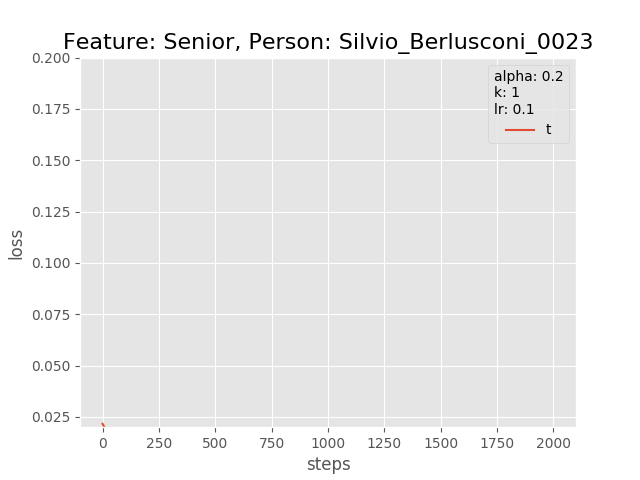 Feature: Senior, Person: Silvio_Berlusconi_0023
0.200
0.175
0.150
0.125
0.100
0.075
0.050
0.025
loss
alpha: 0.2
k: 1
lr: 0.1
t
0 250 500 750 1000 1250 1500 1750 2000
steps